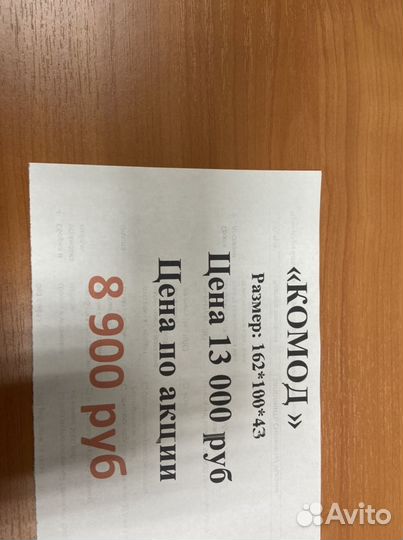 «КОМОД »
Размер: 162*100*43
Цена 13 000 руб
Цена по акции
8 900 руб
Avito